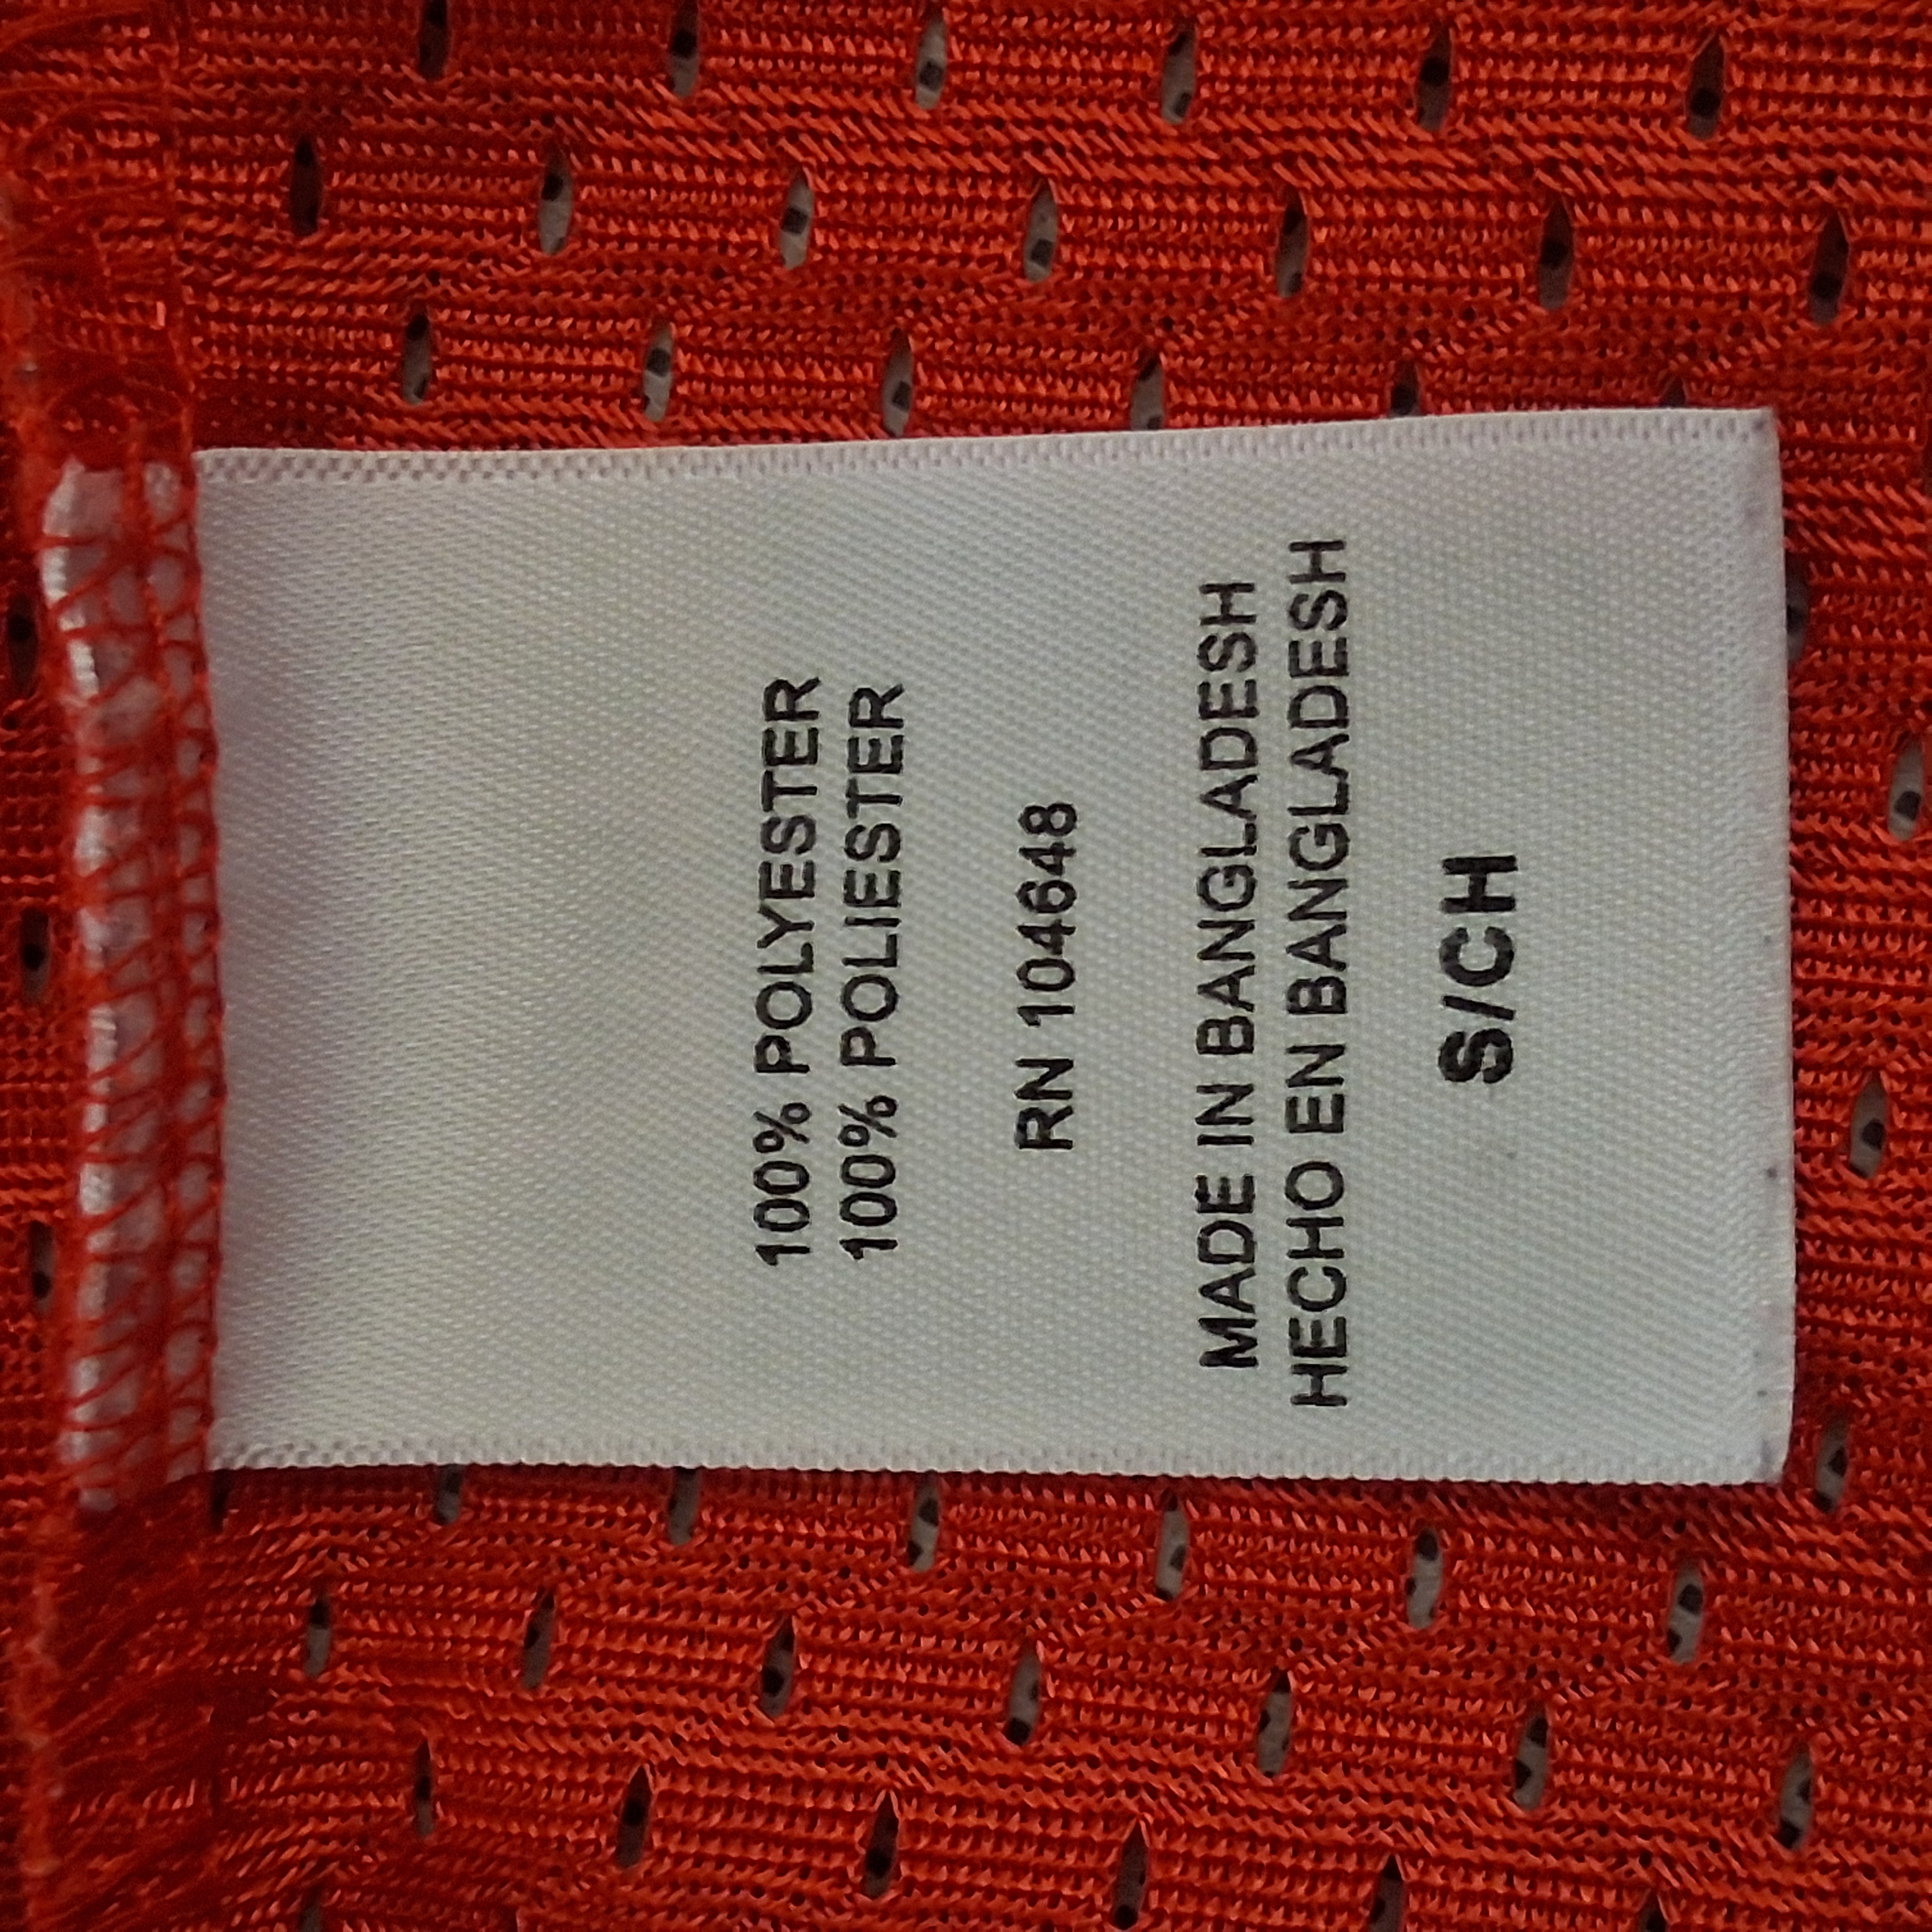 100% POLYESTER
100% POLIESTER
RN 104648
MADE IN BANGLADESH
HECHO EN BANGLADESH
S/CH